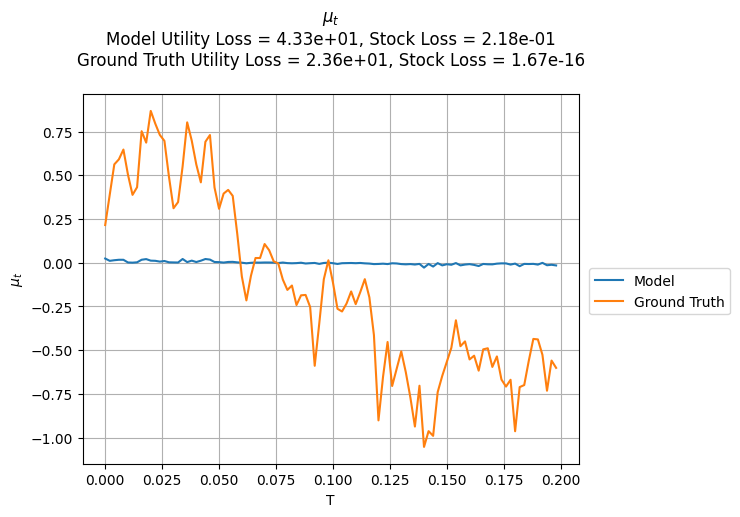 μt
Model Utility Loss = 4.33e+01, Stock Loss = 2.18e-01
Ground Truth Utility Loss = 2.36e+01, Stock Loss = 1.67e-16
0.75
0.50
0.25
0.00
−0.25
−0.50
−0.75
−1.00
μt
0.000 0.025 0.050 0.075 0.100 0.125 0.150 0.175 0.200
T
Model
Ground Truth